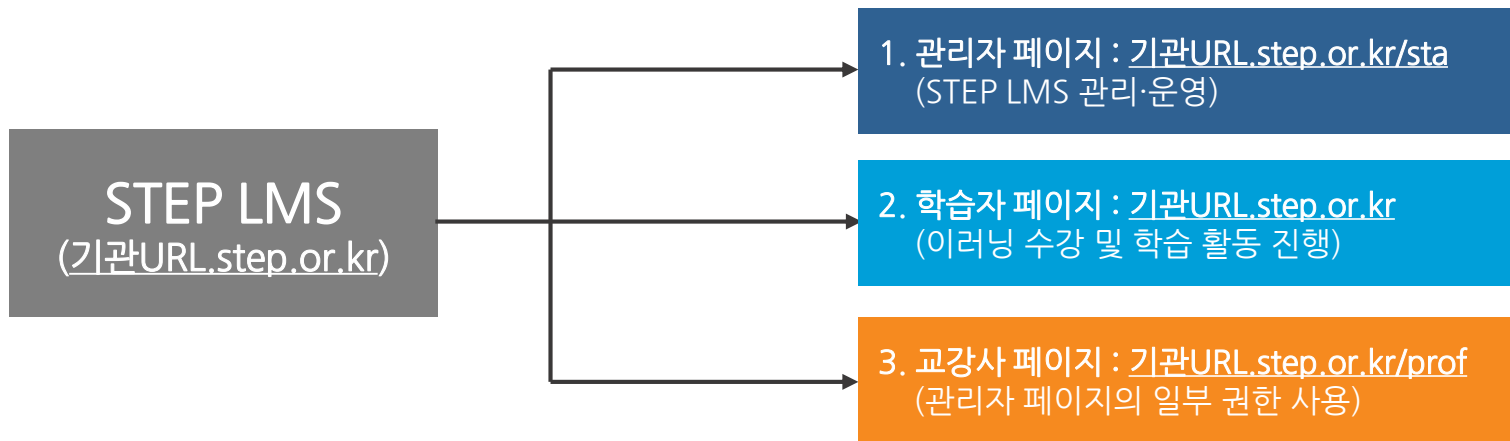 STEP LMS
(기관URL.step.or.kr)
1. 관리자 페이지 : 기관URL.step.or.kr/sta
(STEP LMS 관리·운영)
2. 학습자 페이지 : 기관URL.step.or.kr
(이러닝 수강 및 학습 활동 진행)
3. 교강사 페이지 : 기관URL.step.or.kr/prof
(관리자 페이지의 일부 권한 사용)